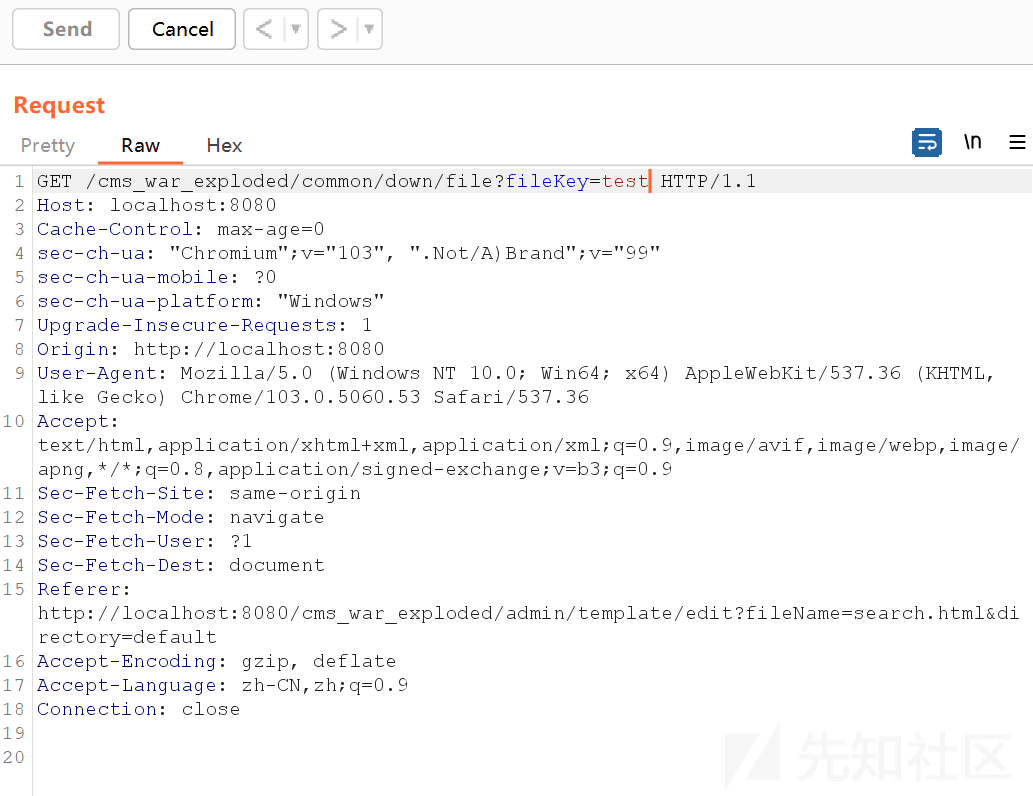 Send Cancel < ▼ > ▼
Request
Pretty Raw Hex \n
1 GET /cms_war_exploded/common/down/file?fileKey=test HTTP/1.1
2 Host: localhost:8080
3 Cache-Control: max-age=0
4 sec-ch-ua: "Chromium";v="103", ".Not/A)Brand";v="99"
5 sec-ch-ua-mobile: ?0
6 sec-ch-ua-platform: "Windows"
7 Upgrade-Insecure-Requests: 1
8 Origin: http://localhost:8080
9 User-Agent: Mozilla/5.0 (Windows NT 10.0; Win64; x64) AppleWebKit/537.36 (KHTML,
like Gecko) Chrome/103.0.5060.53 Safari/537.36
10 Accept:
text/html,application/xhtml+xml,application/xml;q=0.9,image/avif,image/webp,image/
apng,*/*;q=0.8,application/signed-exchange;v=b3;q=0.9
11 Sec-Fetch-Site: same-origin
12 Sec-Fetch-Mode: navigate
13 Sec-Fetch-User: ?1
14 Sec-Fetch-Dest: document
15 Referer:
http://localhost:8080/cms_war_exploded/admin/template/edit?fileName=search.html&di
rectory=default
16 Accept-Encoding: gzip, deflate
17 Accept-Language: zh-CN,zh;q=0.9
18 Connection: close
19
20
先知社区